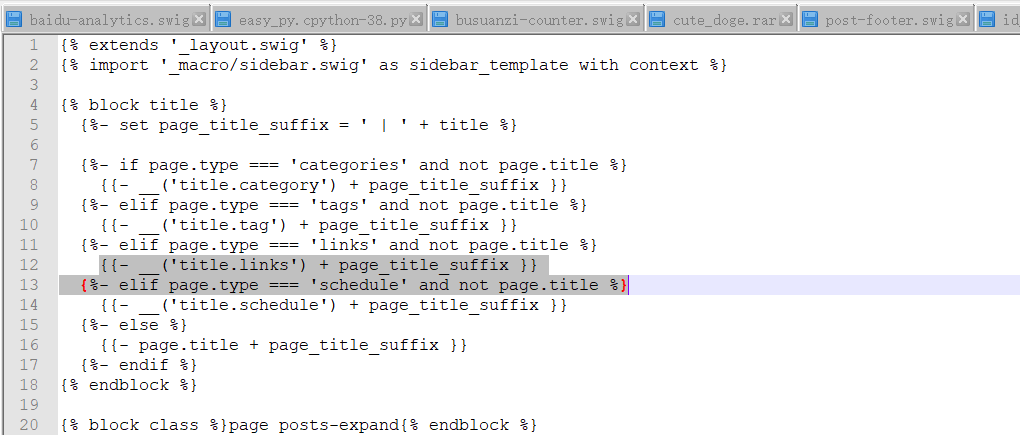 baidu-analytics.swig easy_py.cpython-38.py busuanzi-counter.swig cute_doge.rar post-footer.swig id
1 {% extends '_layout.swig' %}
2 {% import '_macro/sidebar.swig' as sidebar_template with context %}
3
4 {% block title %}
5   {%- set page_title_suffix = ' | ' + title %}
6
7   {%- if page.type === 'categories' and not page.title %}
8     {{- __('title.category') + page_title_suffix }}
9   {%- elif page.type === 'tags' and not page.title %}
10     {{- __('title.tag') + page_title_suffix }}
11   {%- elif page.type === 'links' and not page.title %}
12     {{- __('title.links') + page_title_suffix }}
13   {%- elif page.type === 'schedule' and not page.title %}
14     {{- __('title.schedule') + page_title_suffix }}
15   {%- else %}
16     {{- page.title + page_title_suffix }}
17   {%- endif %}
18 {% endblock %}
19
20 {% block class %}page posts-expand{% endblock %}